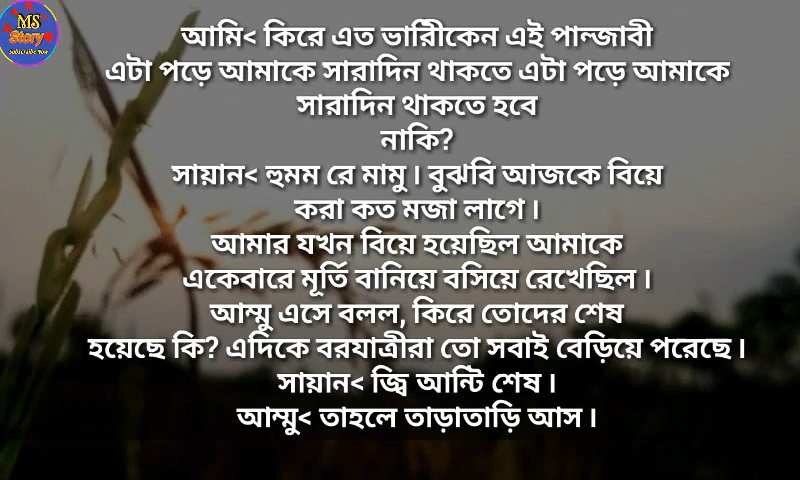 MS
Story
Subscribe now
আমি< কিরে এত ভারিীকেন এই পান্জাবী
এটা পড়ে আমাকে সারাদিন থাকতে এটা পড়ে আমাকে
সারাদিন থাকতে হবে
নাকি?
সায়ান< হুমম রে মামু। বুঝবি আজকে বিয়ে
করা কত মজা লাগে।
আমার যখন বিয়ে হয়েছিল আমাকে
একেবারে মূর্তি বানিয়ে বসিয়ে রেখেছিল।
আম্মু এসে বলল, কিরে তোদের শেষ
হয়েছে কি? এদিকে বরযাত্রীরা তো সবাই বেড়িয়ে পরেছে।
সায়ান< জ্বি আন্টি শেষ।
আম্মু< তাহলে তাড়াতাড়ি আস।